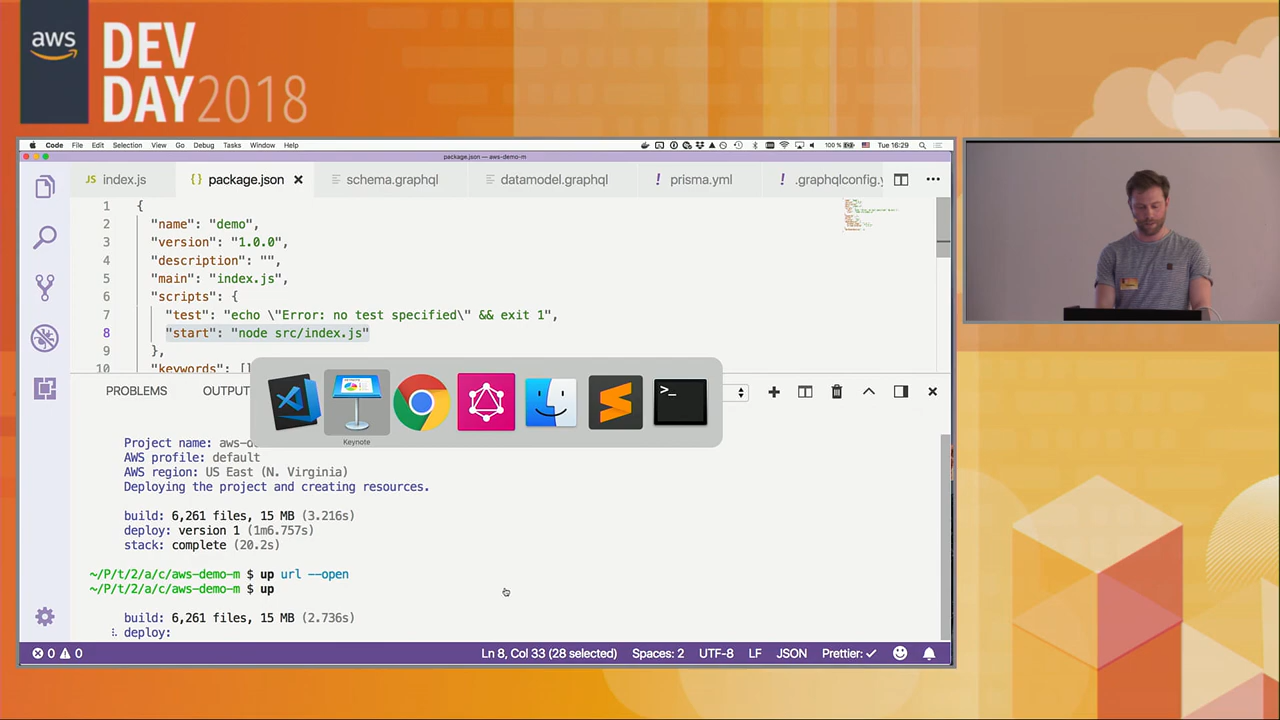 aws
DEV
DAY2018
Code File Edit Selection View Go Debug Tasks Window Help
100 % Tue 16:29
package.json — aws-demo-m
JS index.js
{ } package.json ×
schema.graphql
datamodel.graphql
! prisma.yml
! .graphqlconfig.y
1 {
2 "name": "demo",
3 "version": "1.0.0",
4 "description": "",
5 "main": "index.js",
6 "scripts": {
7 "test": "echo \"Error: no test specified\" && exit 1",
8 "start": "node src/index.js"
9 },
10 "keywords": []
PROBLEMS
OUTPU
>_
Keynote
Project name: aws-d
AWS profile: default
AWS region: US East (N. Virginia)
Deploying the project and creating resources.
build: 6,261 files, 15 MB (3.216s)
deploy: version 1 (1m6.757s)
stack: complete (20.2s)
~/P/t/2/a/c/aws-demo-m $ up url --open
~/P/t/2/a/c/aws-demo-m $ up
build: 6,261 files, 15 MB (2.736s)
deploy:
0 0
Ln 8, Col 33 (28 selected)
Spaces: 2
UTF-8
LF
JSON
Prettier: ✓